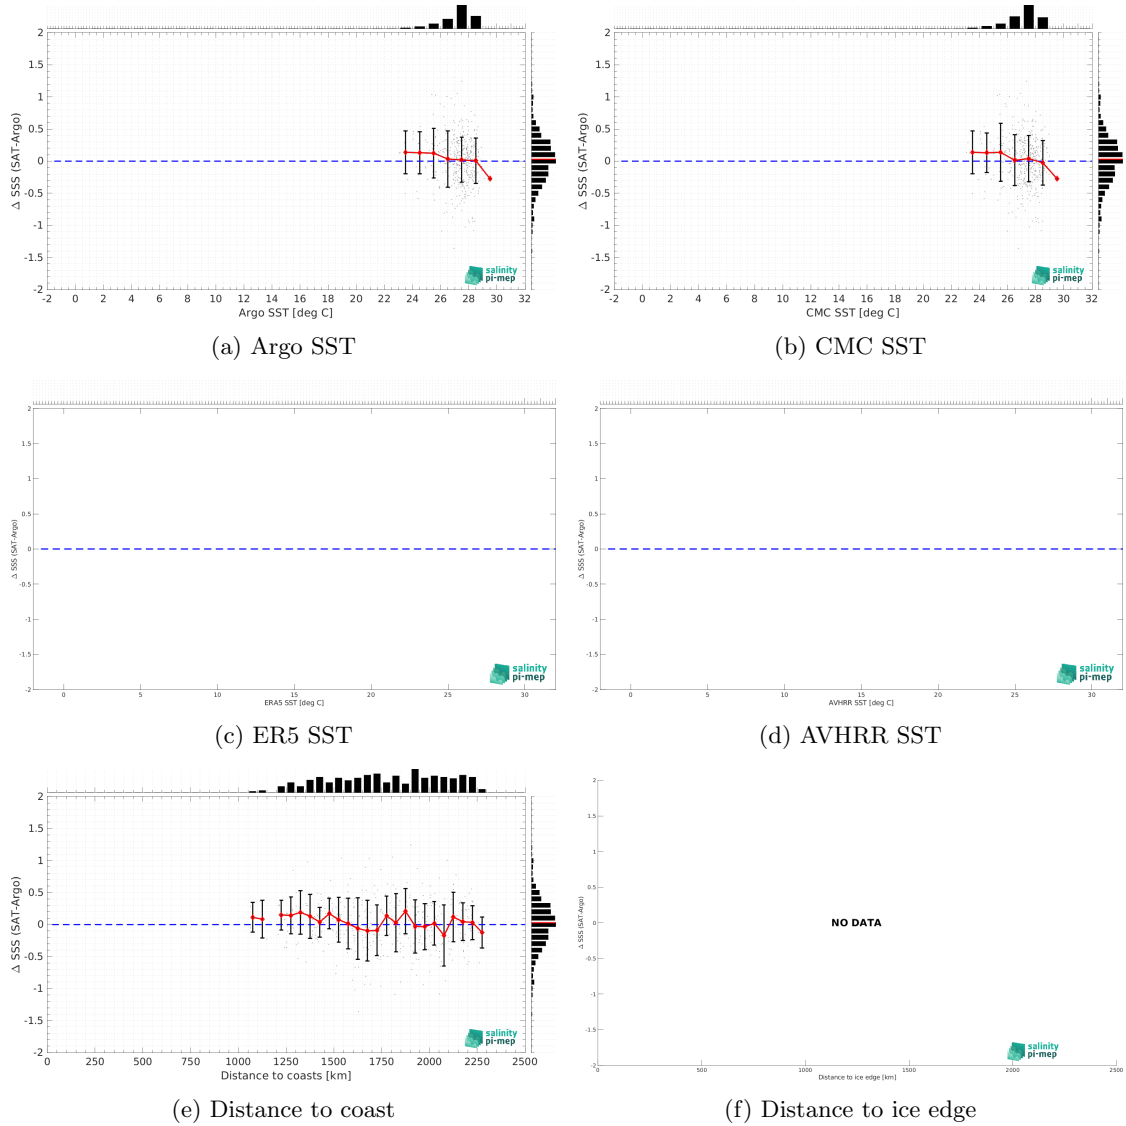 2
1.5
1
0.5
0
-0.5
-1
-1.5
-2
Δ SSS (SAT-Argo)
salinity
pi-mep
-2 0 2 4 6 8 10 12 14 16 18 20 22 24 26 28 30 32
Argo SST [deg C]
(a) Argo SST
2
1.5
1
0.5
0
-0.5
-1
-1.5
-2
Δ SSS (SAT-Argo)
salinity
pi-mep
-2 0 2 4 6 8 10 12 14 16 18 20 22 24 26 28 30 32
CMC SST [deg C]
(b) CMC SST
2
1.5
1
0.5
0
-0.5
-1
-1.5
-2
Δ SSS (SAT-Argo)
salinity
pi-mep
0 5 10 15 20 25 30
ERA5 SST [deg C]
(c) ER5 SST
2
1.5
1
0.5
0
-0.5
-1
-1.5
-2
Δ SSS (SAT-Argo)
salinity
pi-mep
0 5 10 15 20 25 30
AVHRR SST [deg C]
(d) AVHRR SST
2
1.5
1
0.5
0
-0.5
-1
-1.5
-2
Δ SSS (SAT-Argo)
salinity
pi-mep
0 250 500 750 1000 1250 1500 1750 2000 2250 2500
Distance to coasts [km]
(e) Distance to coast
2
1.5
1
0.5
0
-0.5
-1
-1.5
-2
Δ SSS (SAT-Argo)
NO DATA
salinity
pi-mep
0 500 1000 1500 2000 2500
Distance to ice edge [km]
(f) Distance to ice edge